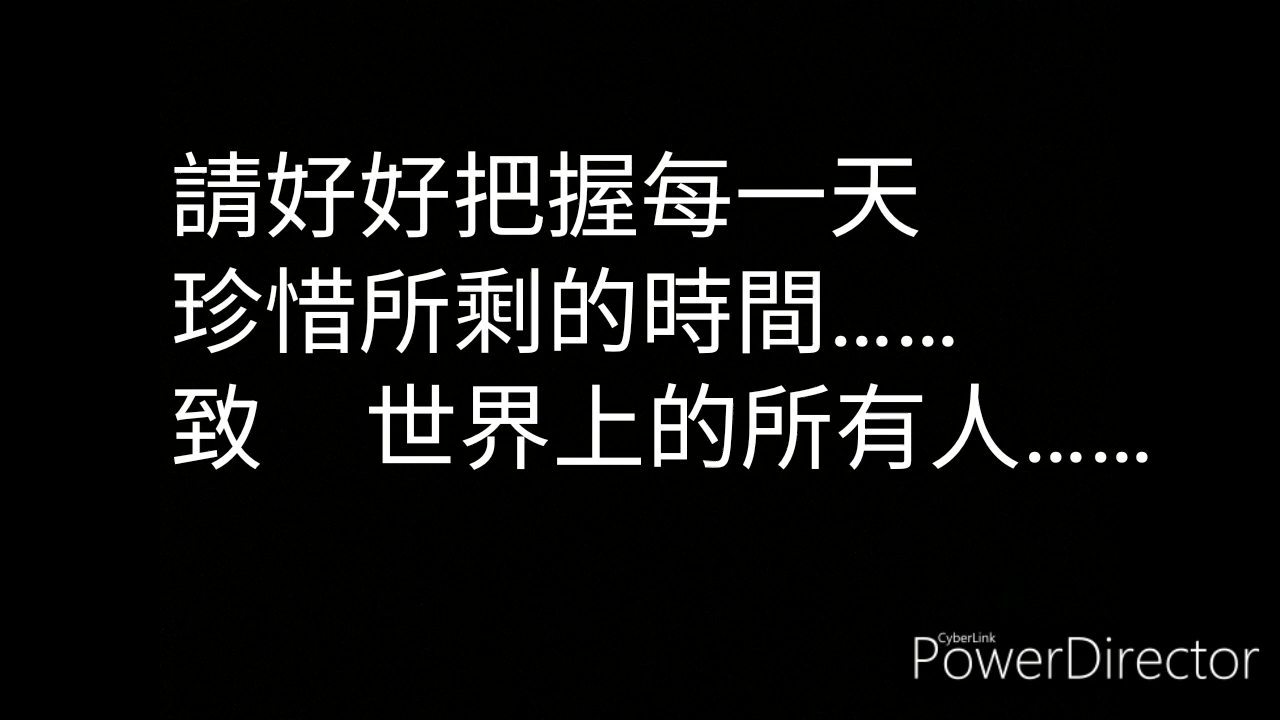 請好好把握每一天
珍惜所剩的時間......
致　世界上的所有人......
CyberLink
PowerDirector